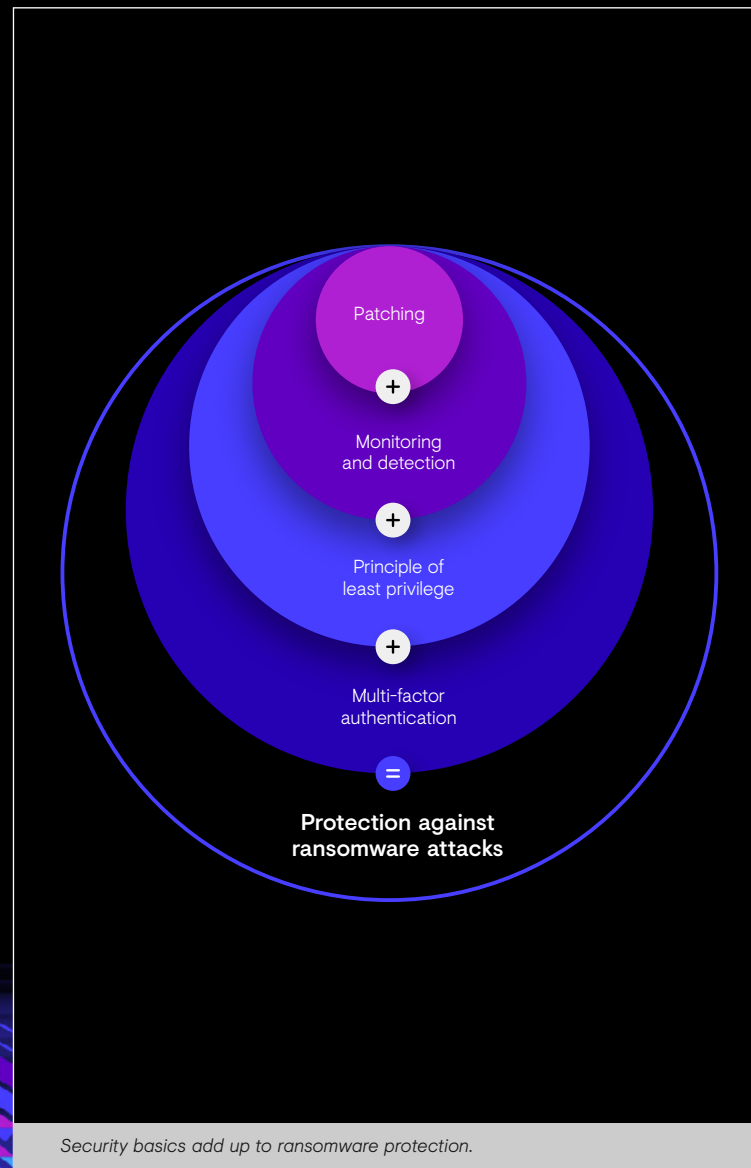 Patching
+
Monitoring
and detection
+
Principle of
least privilege
+
Multi-factor
authentication
=
Protection against
ransomware attacks
Security basics add up to ransomware protection.